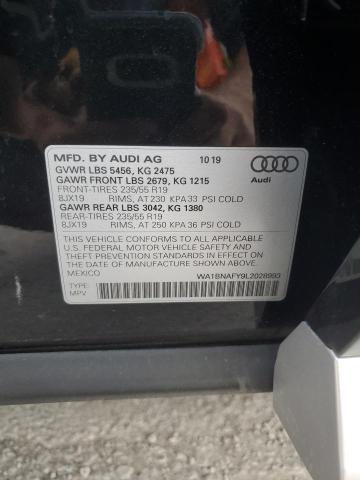 MFD. BY AUDI AG 10 19
GVWR LBS 5456, KG 2475
GAWR FRONT LBS 2679, KG 1215
FRONT-TIRES 235/55 R19
8JX19 RIMS, AT 230 KPA 33 PSI COLD
GAWR REAR LBS 3042, KG 1380
REAR-TIRES 235/55 R19
8JX19 RIMS, AT 250 KPA 36 PSI COLD
Audi
THIS VEHICLE CONFORMS TO ALL APPLICABLE
U.S. FEDERAL MOTOR VEHICLE SAFETY AND
THEFT PREVENTION STANDARDS IN EFFECT ON
THE DATE OF MANUFACTURE SHOWN ABOVE.
MEXICO WA1BNAFY9L2028993
TYPE:
MPV